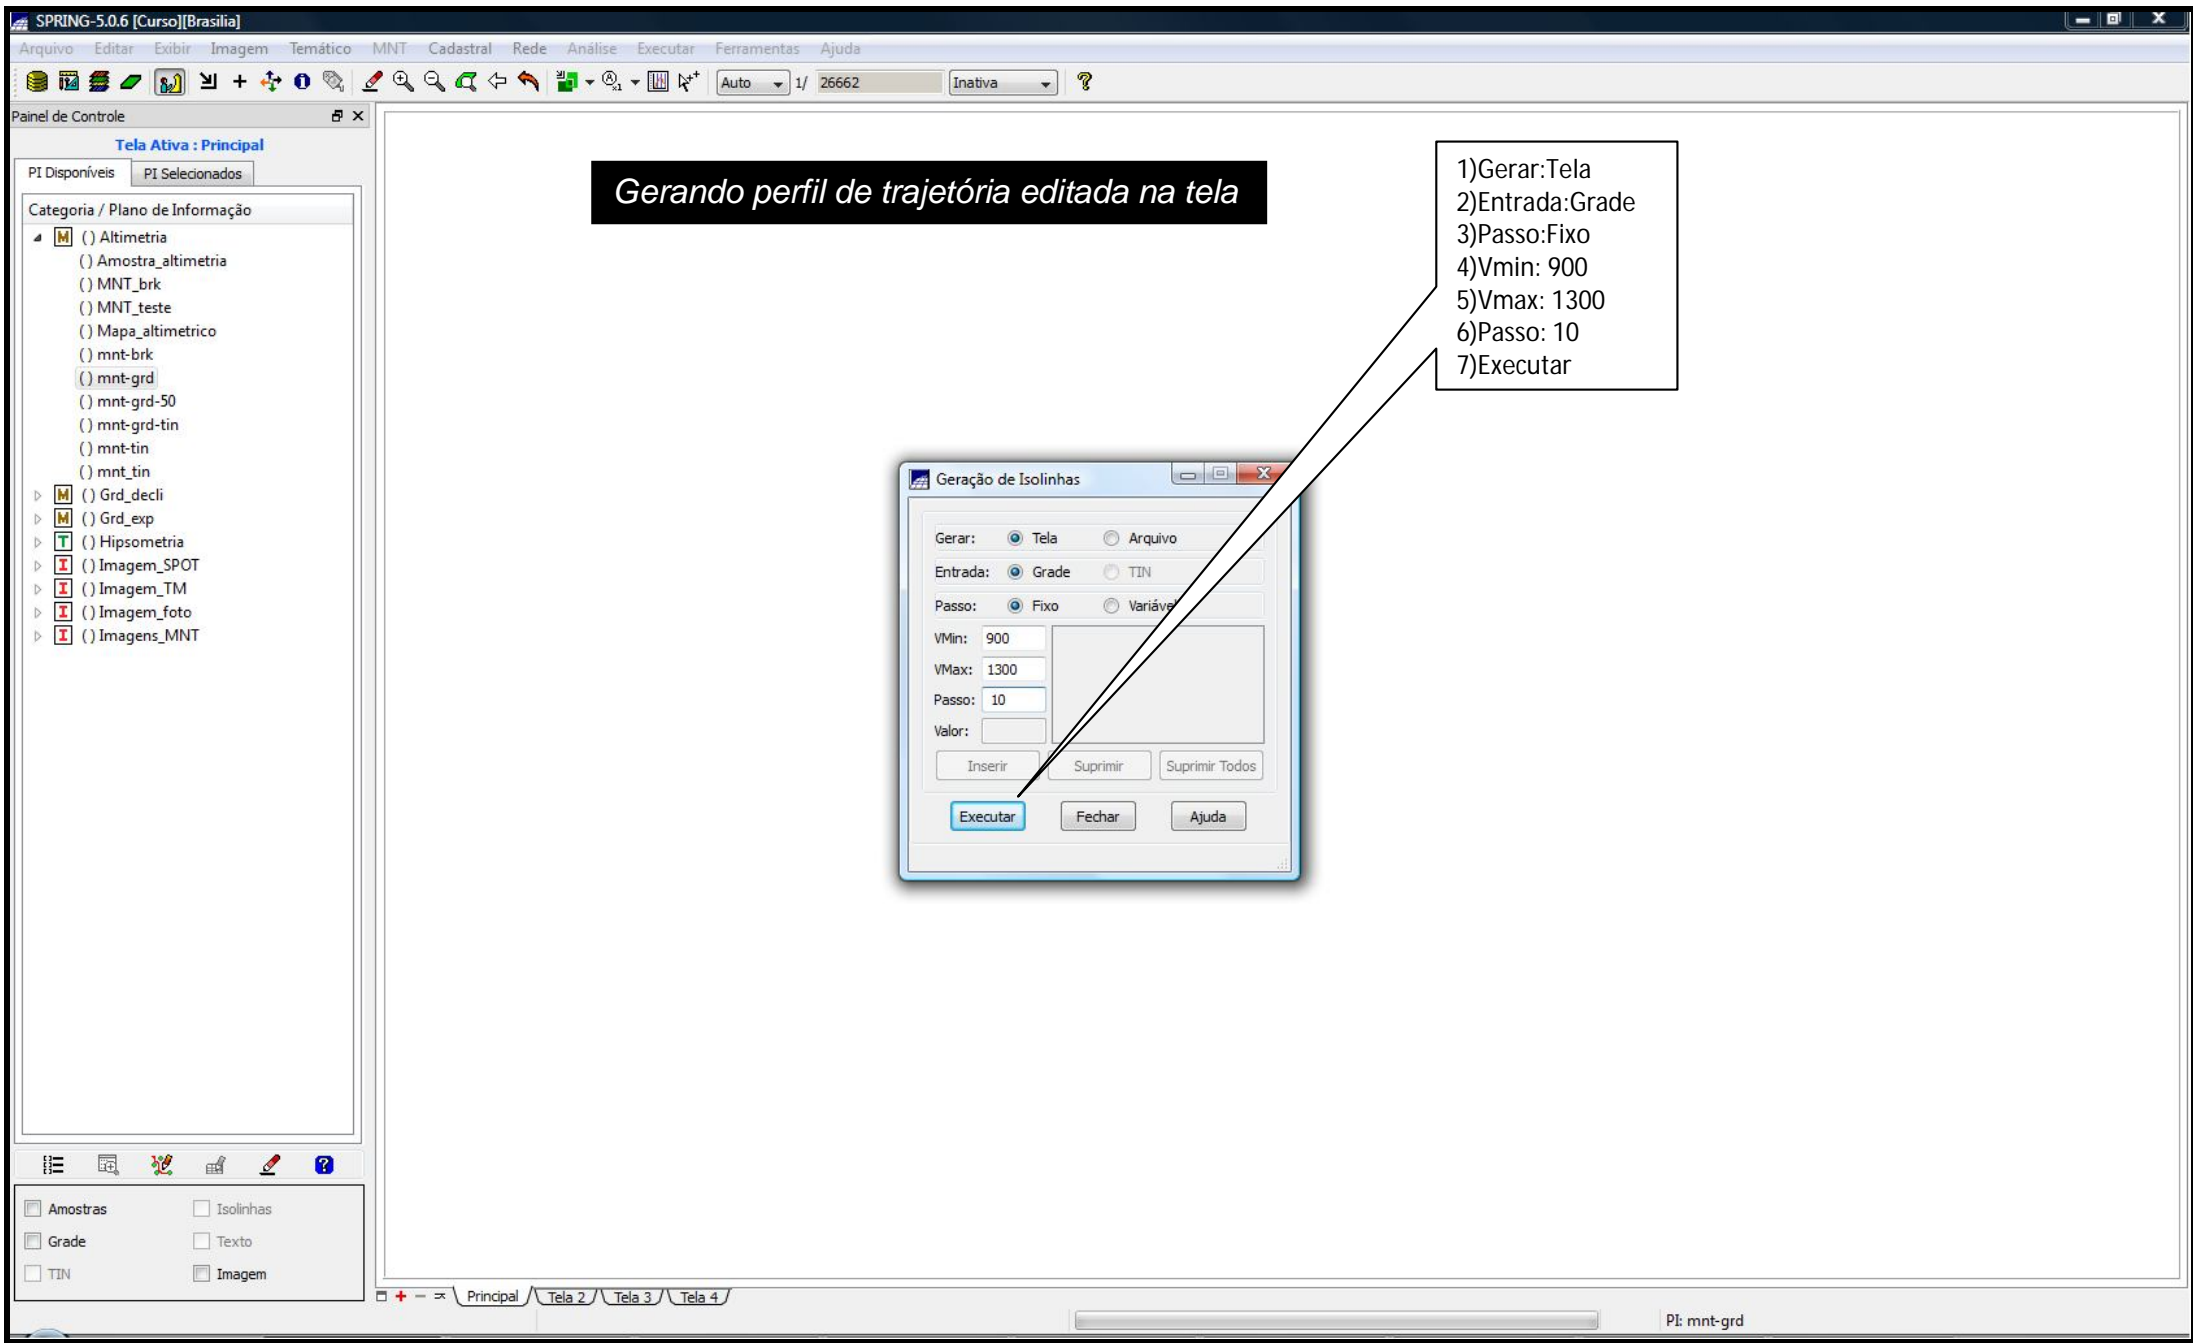 SPRING-5.0.6 [Curso][Brasilia]
Arquivo Editar Exibir Imagem Temático MNT Cadastral Rede Análise Executar Ferramentas Ajuda
Auto 1/ 26662 Inativa
Painel de Controle
Tela Ativa : Principal
PI Disponíveis PI Selecionados
Categoria / Plano de Informação
M () Altimetria
() Amostra_altimetria
() MNT_brk
() MNT_teste
() Mapa_altimetrico
() mnt-brk
() mnt-grd
() mnt-grd-50
() mnt-grd-tin
() mnt-tin
() mnt_tin
M () Grd_decli
M () Grd_exp
T () Hipsometria
I () Imagem_SPOT
I () Imagem_TM
I () Imagem_foto
I () Imagens_MNT
Amostras Isolinhas
Grade Texto
TIN Imagem
Gerando perfil de trajetória editada na tela
1)Gerar:Tela
2)Entrada:Grade
3)Passo:Fixo
4)Vmin: 900
5)Vmax: 1300
6)Passo: 10
7)Executar
Geração de Isolinhas
Gerar: Tela Arquivo
Entrada: Grade TIN
Passo: Fixo Variável
VMin: 900
VMax: 1300
Passo: 10
Valor:
Inserir Suprimir Suprimir Todos
Executar Fechar Ajuda
Principal Tela 2 Tela 3 Tela 4
PI: mnt-grd